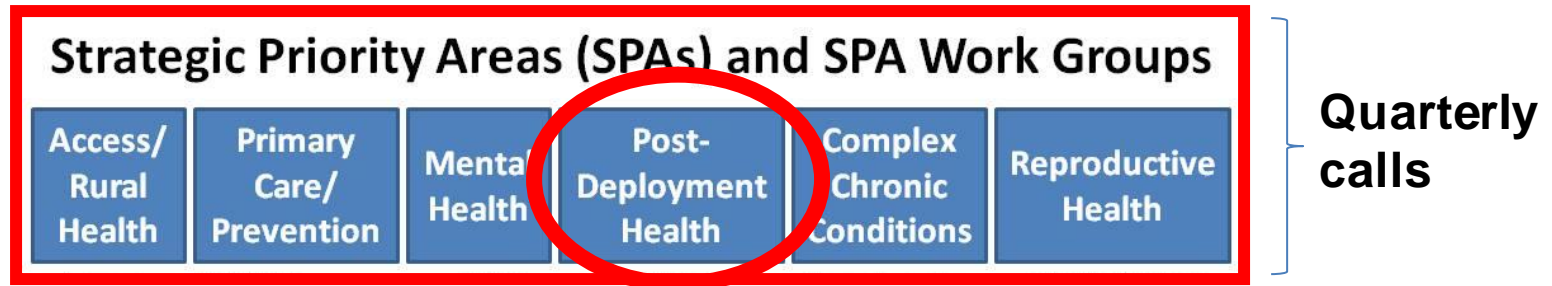 Strategic Priority Areas (SPAs) and SPA Work Groups
Access/
Rural
Health
Primary
Care/
Prevention
Mental
Health
Post-
Deployment
Health
Complex
Chronic
Conditions
Reproductive
Health
Quarterly
calls